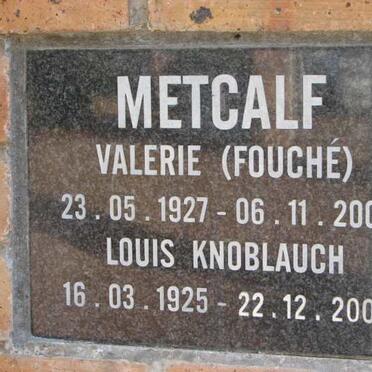 METCALF
VALERIE (FOUCHÉ)
23 . 05 . 1927 - 06 . 11 . 200
LOUIS KNOBLAUCH
16 . 03 . 1925 - 22 . 12 . 200